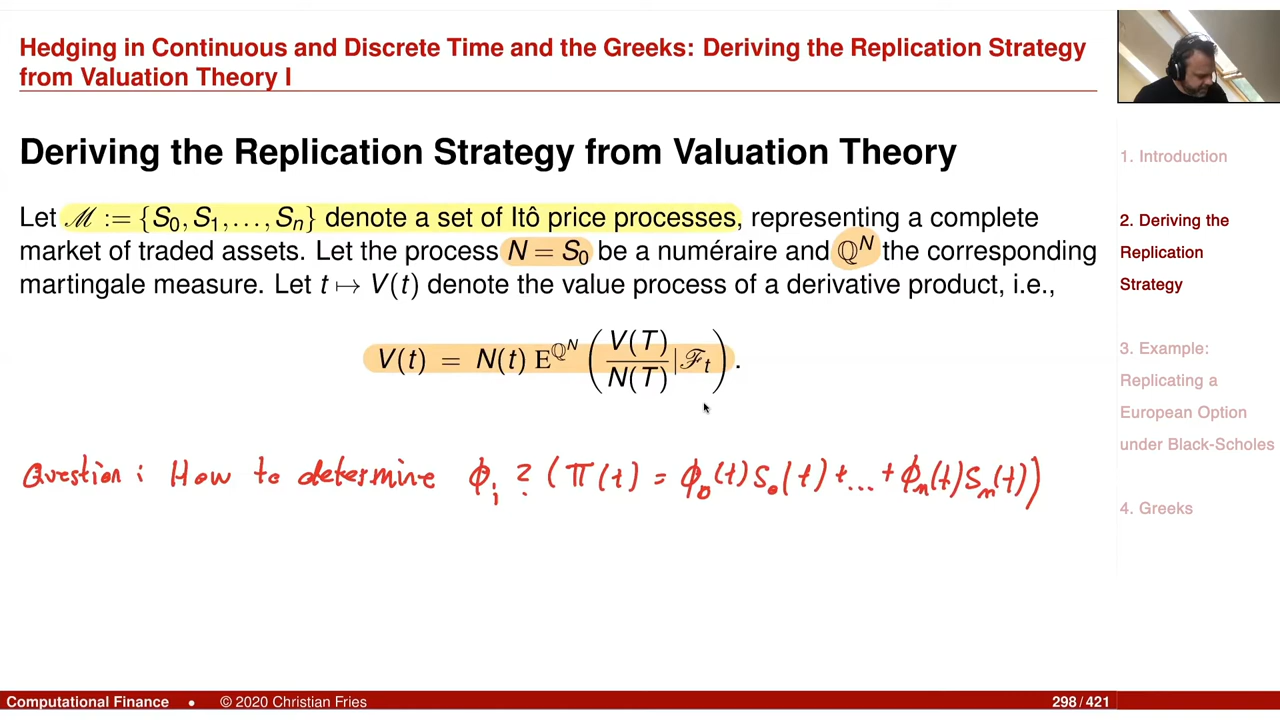 Hedging in Continuous and Discrete Time and the Greeks: Deriving the Replication Strategy
from Valuation Theory I
Deriving the Replication Strategy from Valuation Theory
Let ℳ := {S₀, S₁, …, Sₙ} denote a set of Itô price processes, representing a complete
market of traded assets. Let the process N = S₀ be a numéraire and ℚᴺ the corresponding
martingale measure. Let t ↦ V(t) denote the value process of a derivative product, i.e.,
V(t) = N(t) E^{ℚᴺ} ( V(T) / N(T) | ℱₜ ) .
Question : How to determine ϕᵢ ? ( Π(t) = ϕ₀(t) S₀(t) + ... + ϕₙ(t) Sₙ(t) )
1. Introduction
2. Deriving the
Replication
Strategy
3. Example:
Replicating a
European Option
under Black-Scholes
4. Greeks
Computational Finance • © 2020 Christian Fries 298 / 421